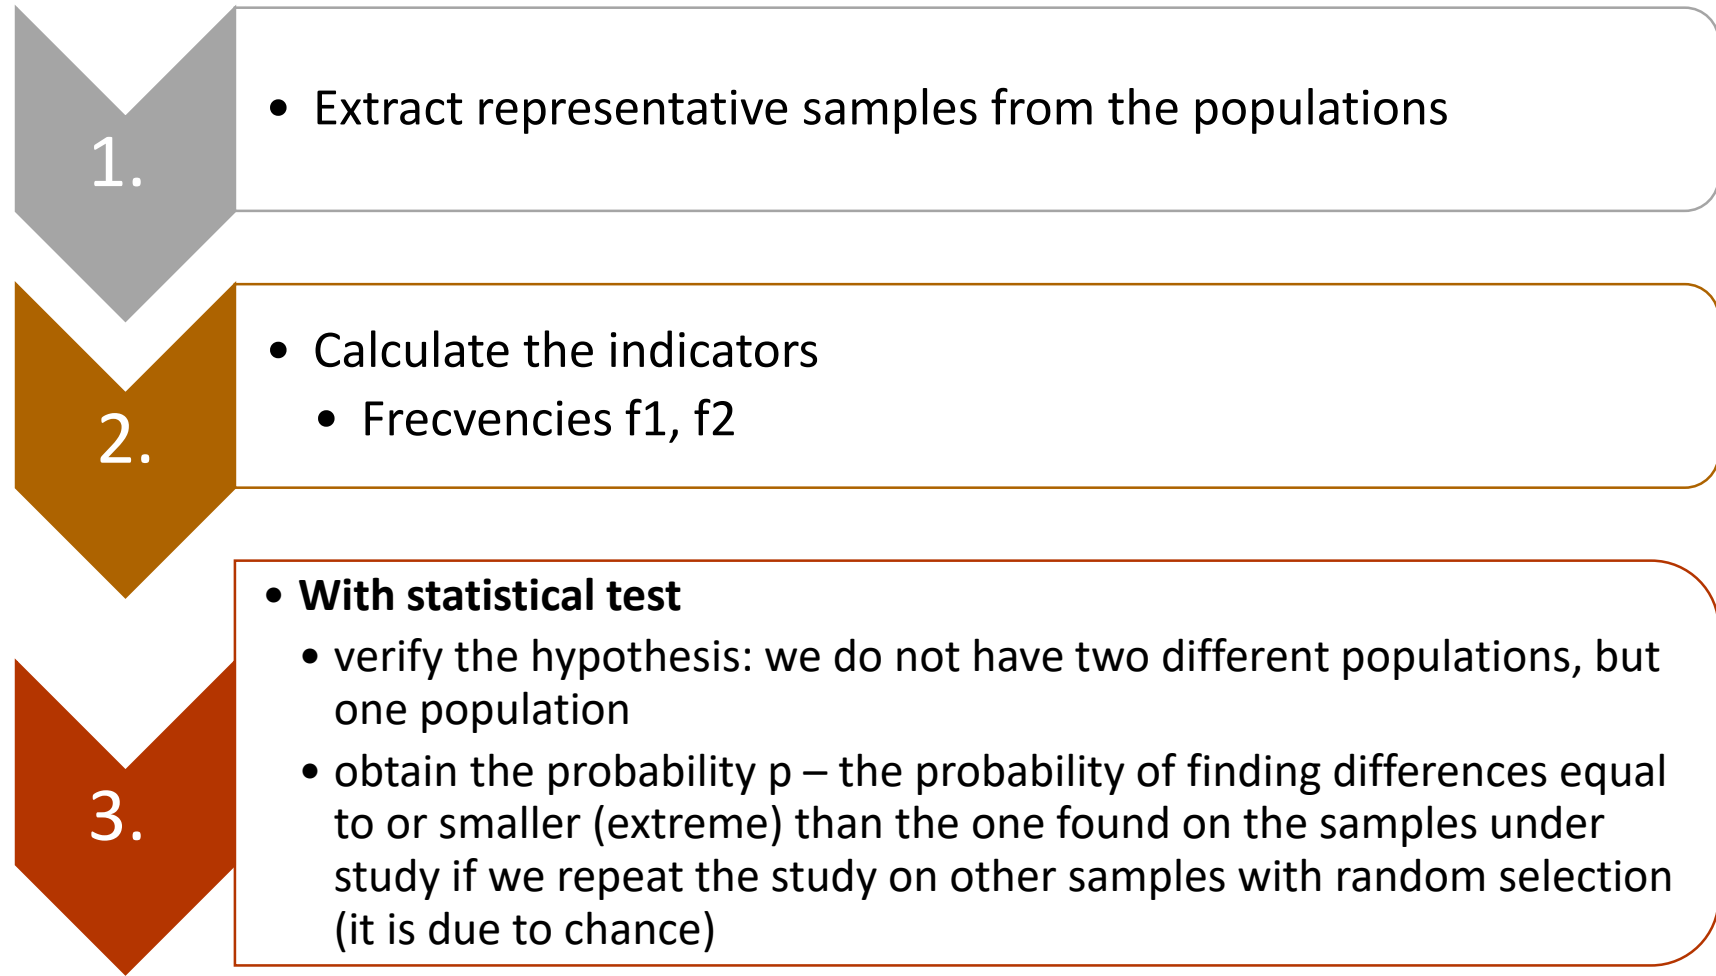 1.
• Extract representative samples from the populations
2.
• Calculate the indicators
• Frecvencies f1, f2
3.
• With statistical test
• verify the hypothesis: we do not have two different populations, but
one population
• obtain the probability p – the probability of finding differences equal
to or smaller (extreme) than the one found on the samples under
study if we repeat the study on other samples with random selection
(it is due to chance)